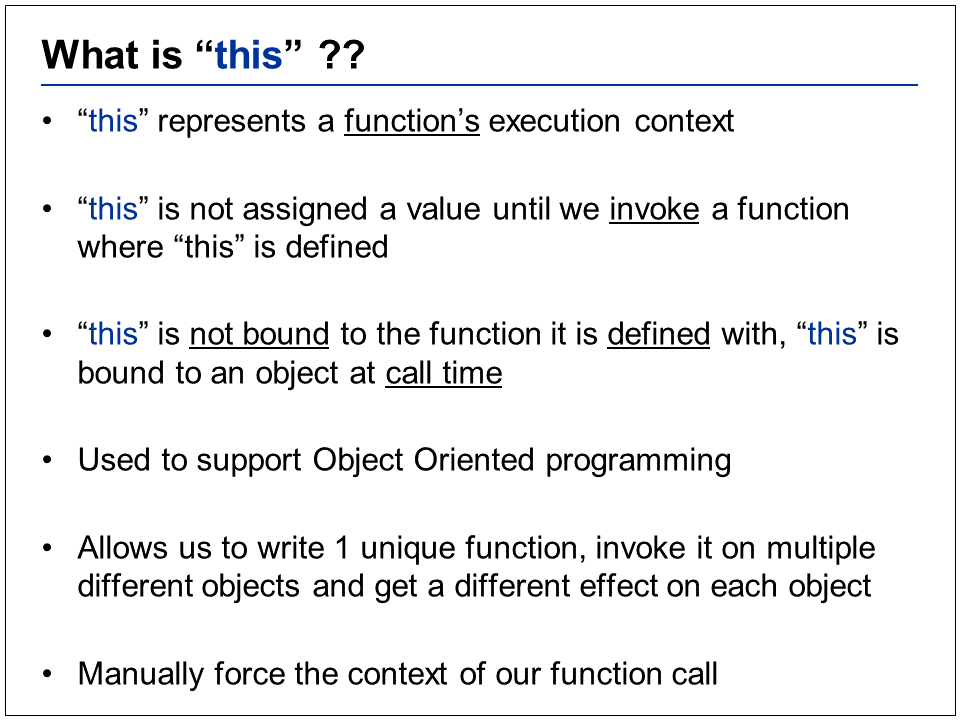 What is “this” ??
• “this” represents a function’s execution context
• “this” is not assigned a value until we invoke a function
where “this” is defined
• “this” is not bound to the function it is defined with, “this” is
bound to an object at call time
• Used to support Object Oriented programming
• Allows us to write 1 unique function, invoke it on multiple
different objects and get a different effect on each object
• Manually force the context of our function call